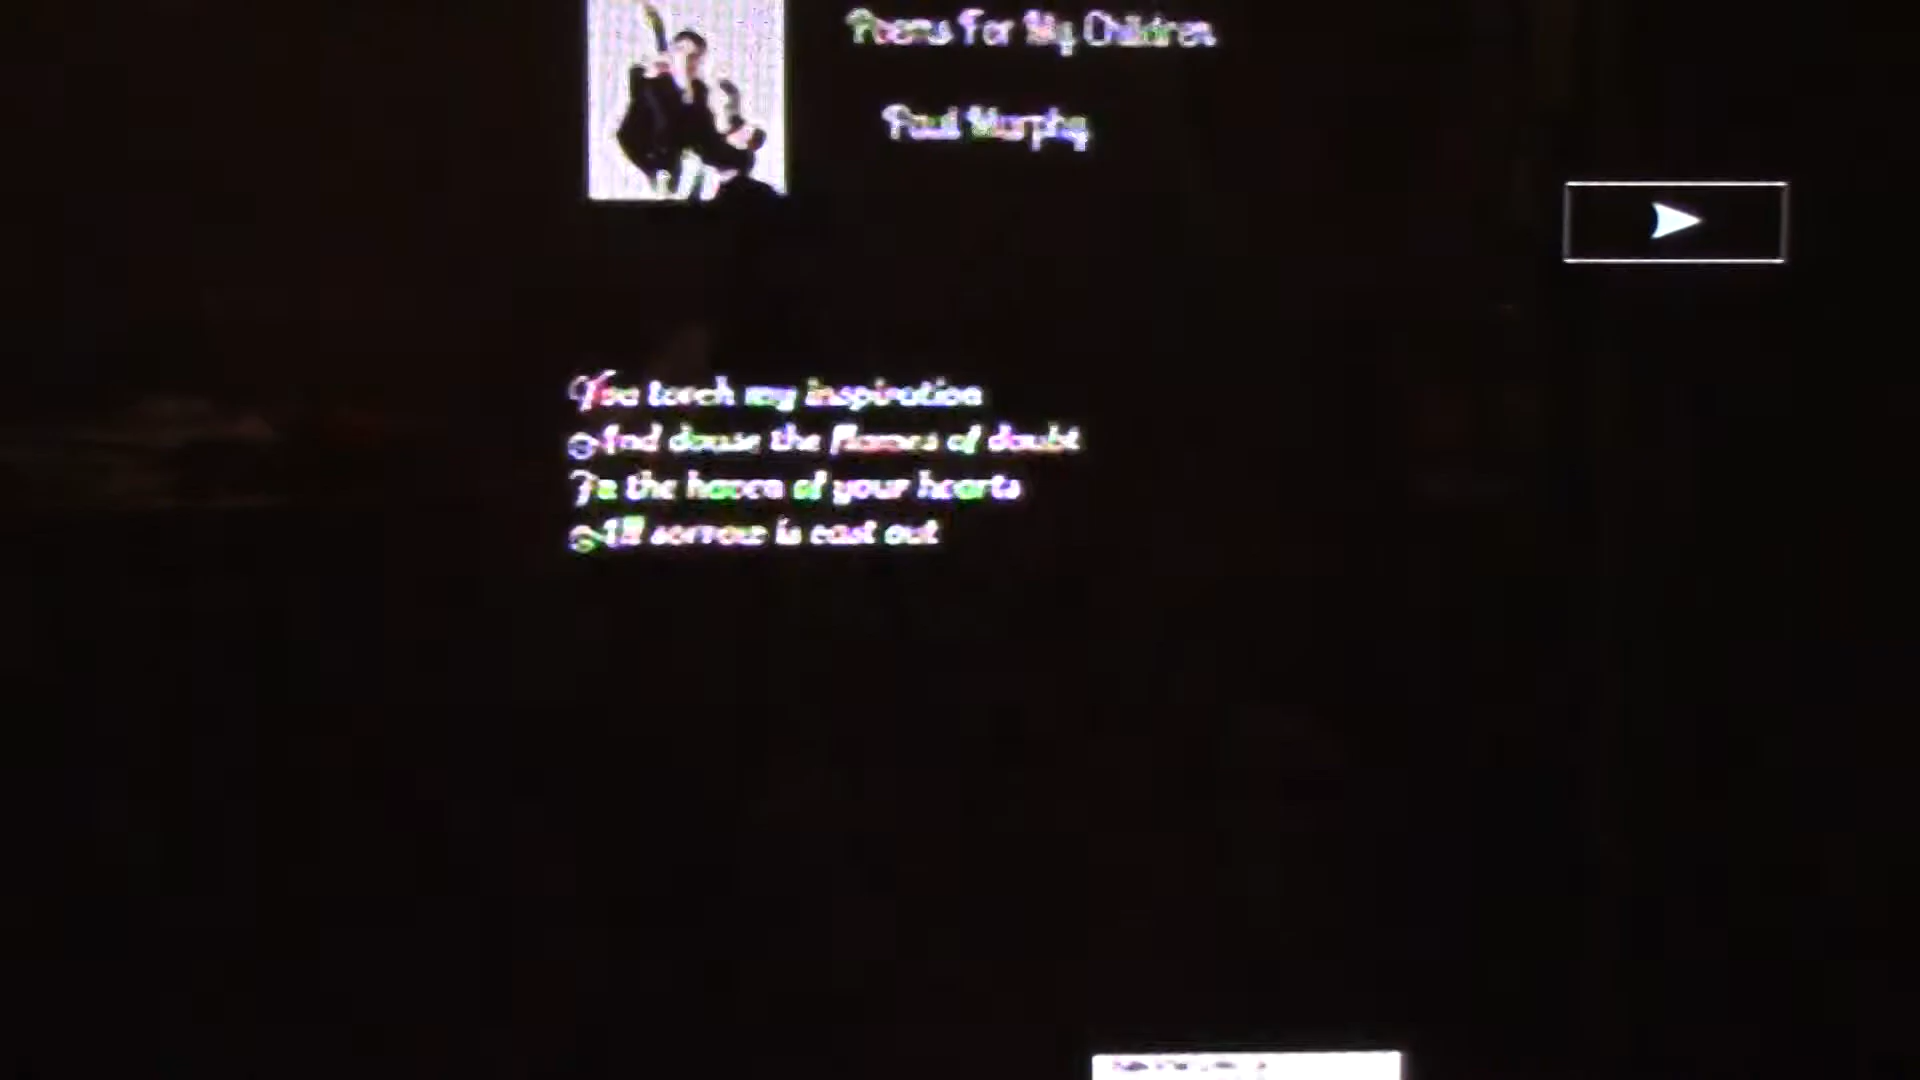 Poems For My Children
Paul Murphy
You torch my inspiration
And douse the flames of doubt
In the haven of your hearts
All sorrow is cast out